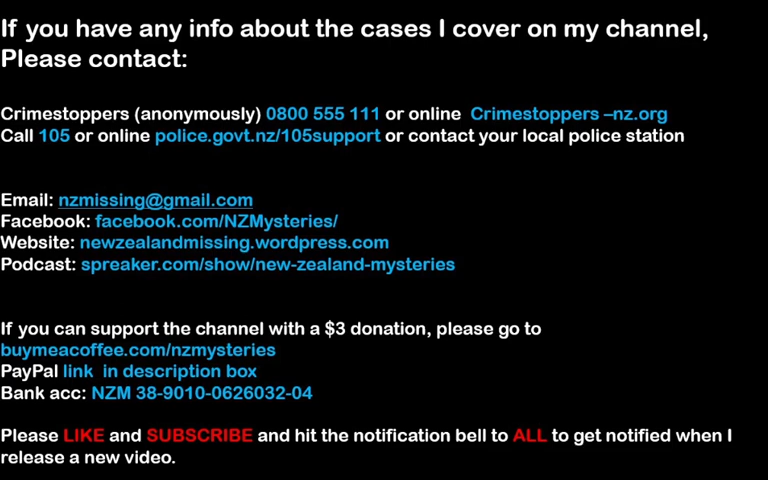 If you have any info about the cases I cover on my channel,
Please contact:
Crimestoppers (anonymously) 0800 555 111 or online Crimestoppers –nz.org
Call 105 or online police.govt.nz/105support or contact your local police station
Email: nzmissing@gmail.com
Facebook: facebook.com/NZMysteries/
Website: newzealandmissing.wordpress.com
Podcast: spreaker.com/show/new-zealand-mysteries
If you can support the channel with a $3 donation, please go to
buymeacoffee.com/nzmysteries
PayPal link in description box
Bank acc: NZM 38-9010-0626032-04
Please LIKE and SUBSCRIBE and hit the notification bell to ALL to get notified when I
release a new video.